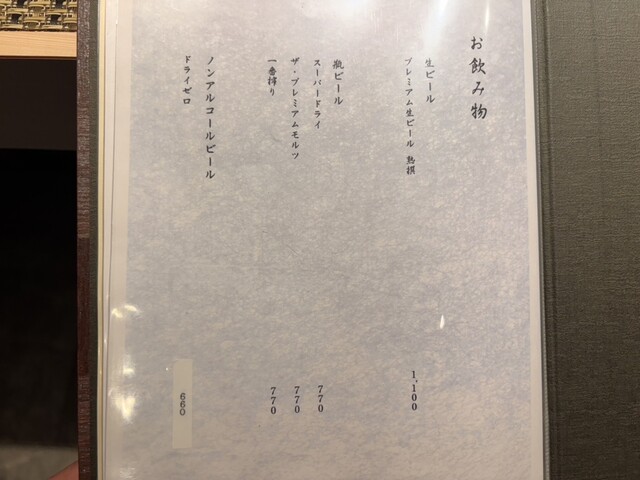 お飲み物
生ビール
プレミアム生ビール 熟撰 1,100
瓶ビール
スーパードライ 770
ザ・プレミアムモルツ 770
一番搾り 770
ノンアルコールビール
ドライゼロ 660